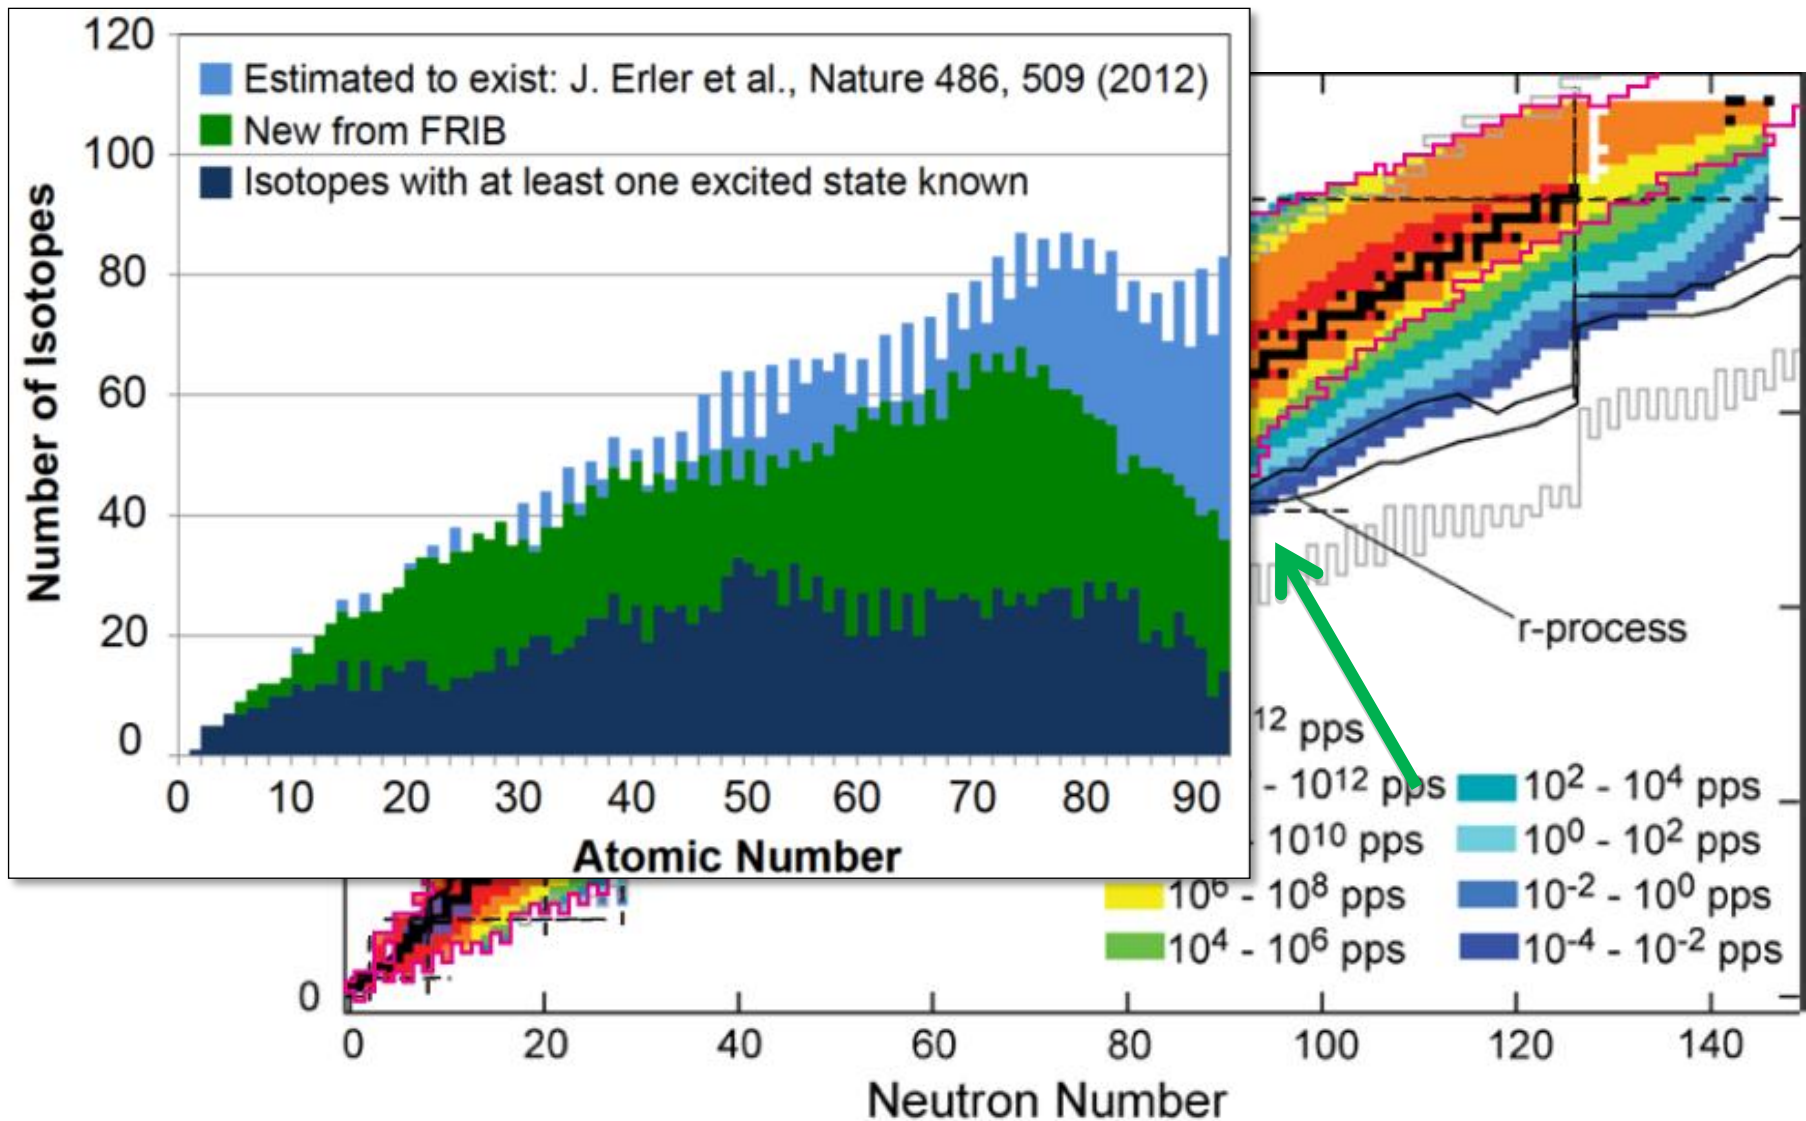 120
100
80
60
40
20
0
Number of Isotopes
Estimated to exist: J. Erler et al., Nature 486, 509 (2012)
New from FRIB
Isotopes with at least one excited state known
0 10 20 30 40 50 60 70 80 90
Atomic Number
r-process
12 pps
- 10¹² pps
- 10¹⁰ pps
10⁶ - 10⁸ pps
10⁴ - 10⁶ pps
10² - 10⁴ pps
10⁰ - 10² pps
10⁻² - 10⁰ pps
10⁻⁴ - 10⁻² pps
0
0 20 40 60 80 100 120 140
Neutron Number